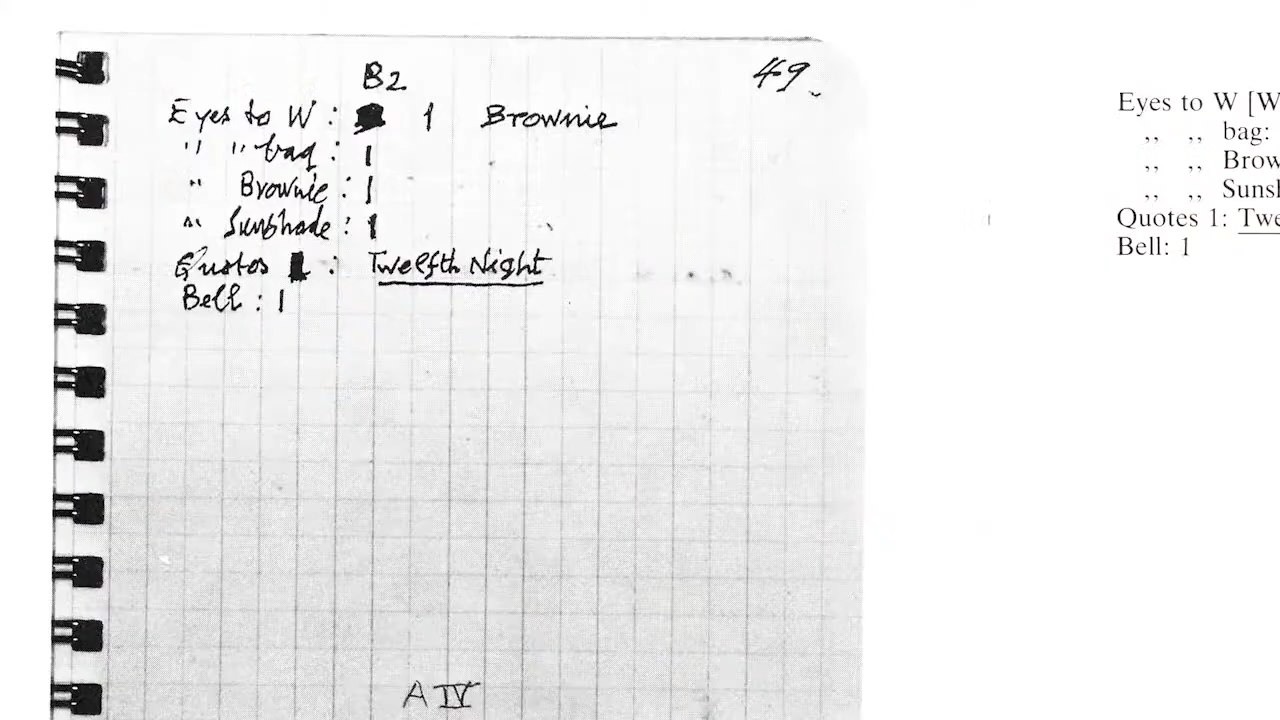 B2
49.
Eyes to W : 1 Brownie
" " bag : 1
" Brownie : 1
" Sunshade : 1
Quotes 1 : Twelfth Night
Bell : 1
A IV
Eyes to W [W
,, ,, bag:
,, ,, Brow
,, ,, Sunsh
Quotes 1: Twe
Bell: 1